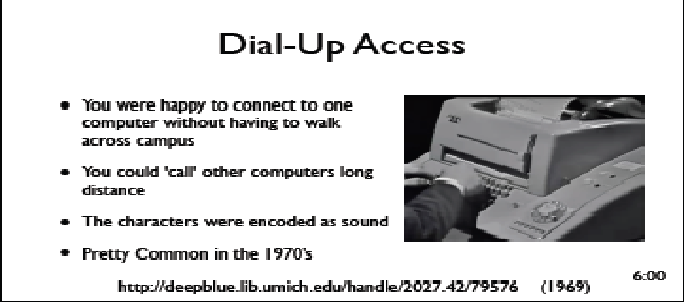 Dial-Up Access
• You were happy to connect to one
computer without having to walk
across campus
• You could 'call' other computers long
distance
• The characters were encoded as sound
• Pretty Common in the 1970's
http://deepblue.lib.umich.edu/handle/2027.42/79576 (1969)
6:00